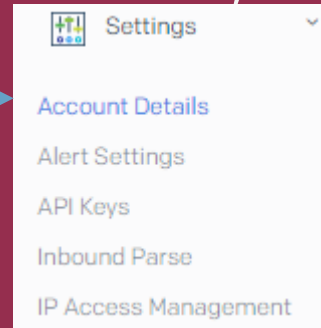 Settings
Account Details
Alert Settings
API Keys
Inbound Parse
IP Access Management